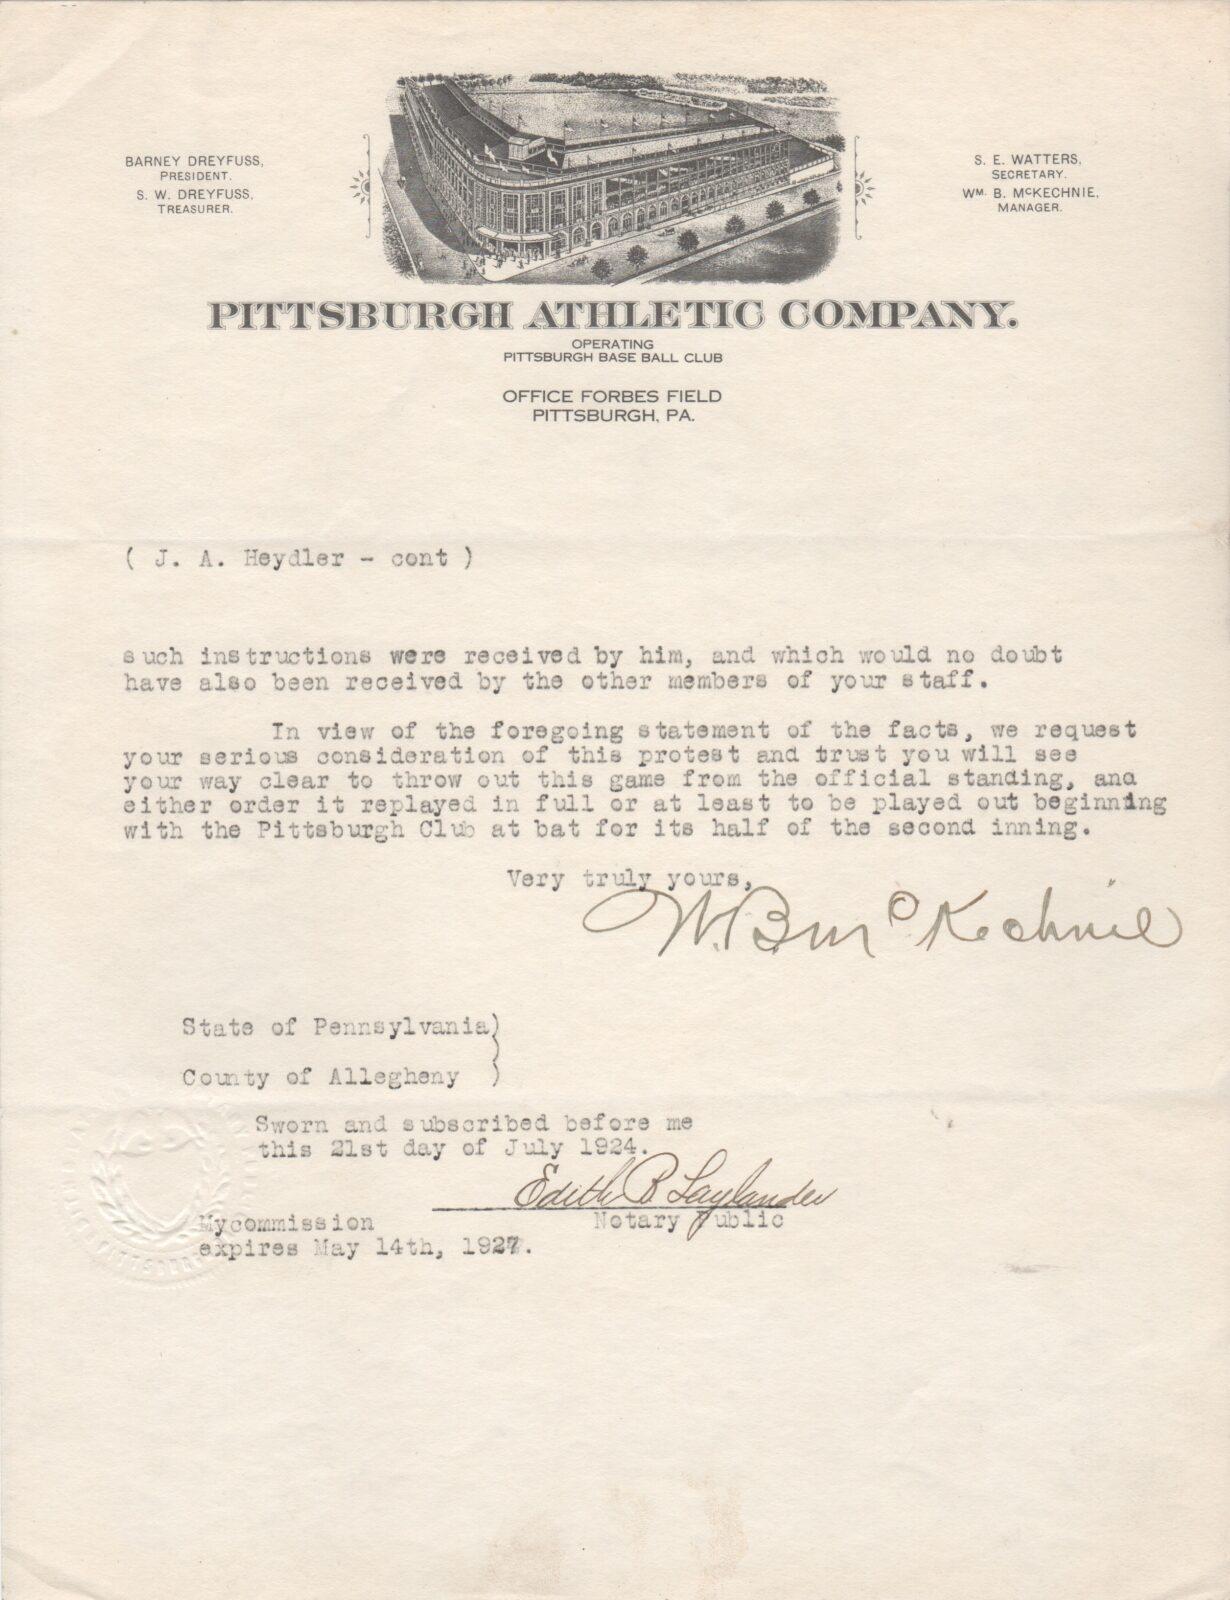 BARNEY DREYFUSS,
PRESIDENT.
S. W. DREYFUSS,
TREASURER.
S. E. WATTERS,
SECRETARY.
WM. B. McKECHNIE,
MANAGER.
PITTSBURGH ATHLETIC COMPANY.
OPERATING
PITTSBURGH BASE BALL CLUB
OFFICE FORBES FIELD
PITTSBURGH, PA.
( J. A. Heydler - cont )
such instructions were received by him, and which would no doubt
have also been received by the other members of your staff.
In view of the foregoing statement of the facts, we request
your serious consideration of this protest and trust you will see
your way clear to throw out this game from the official standing, and
either order it replayed in full or at least to be played out beginning
with the Pittsburgh Club at bat for its half of the second inning.
Very truly yours,
W. B. McKechnie
State of Pennsylvania)
County of Allegheny )
Sworn and subscribed before me
this 21st day of July 1924.
Edith B. Laylander
Notary Public
Mycommission
expires May 14th, 1927.